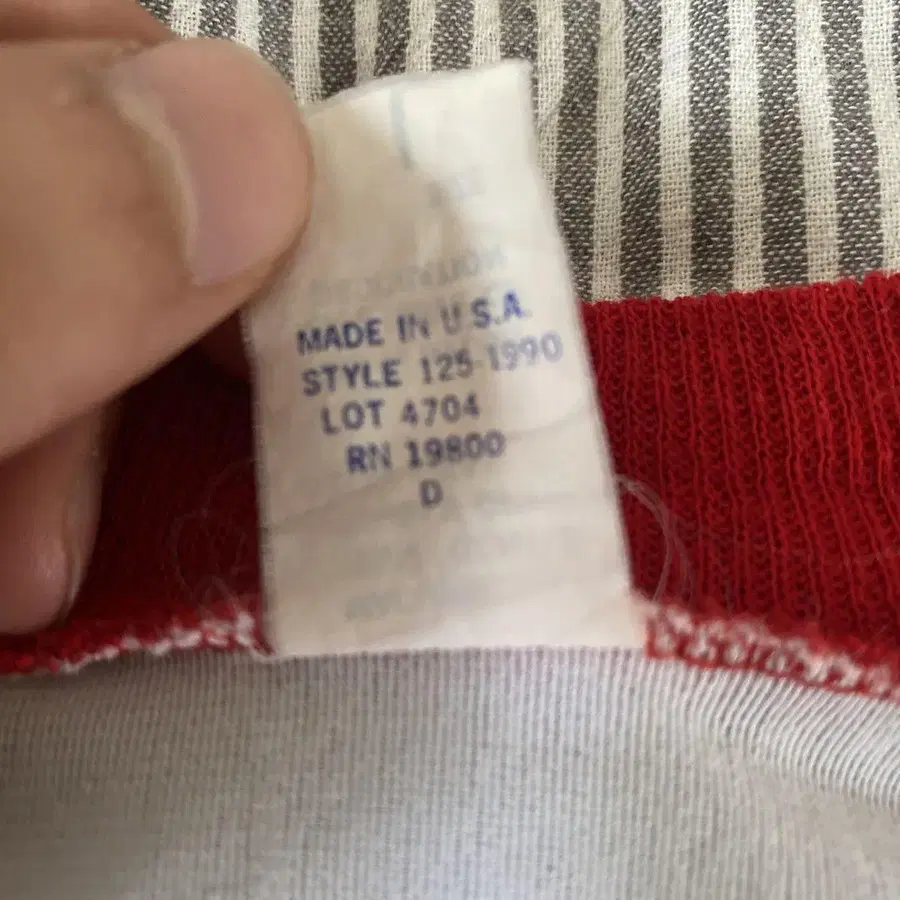 MADE IN U.S.A.
STYLE 125-1990
LOT 4704
RN 19800
D